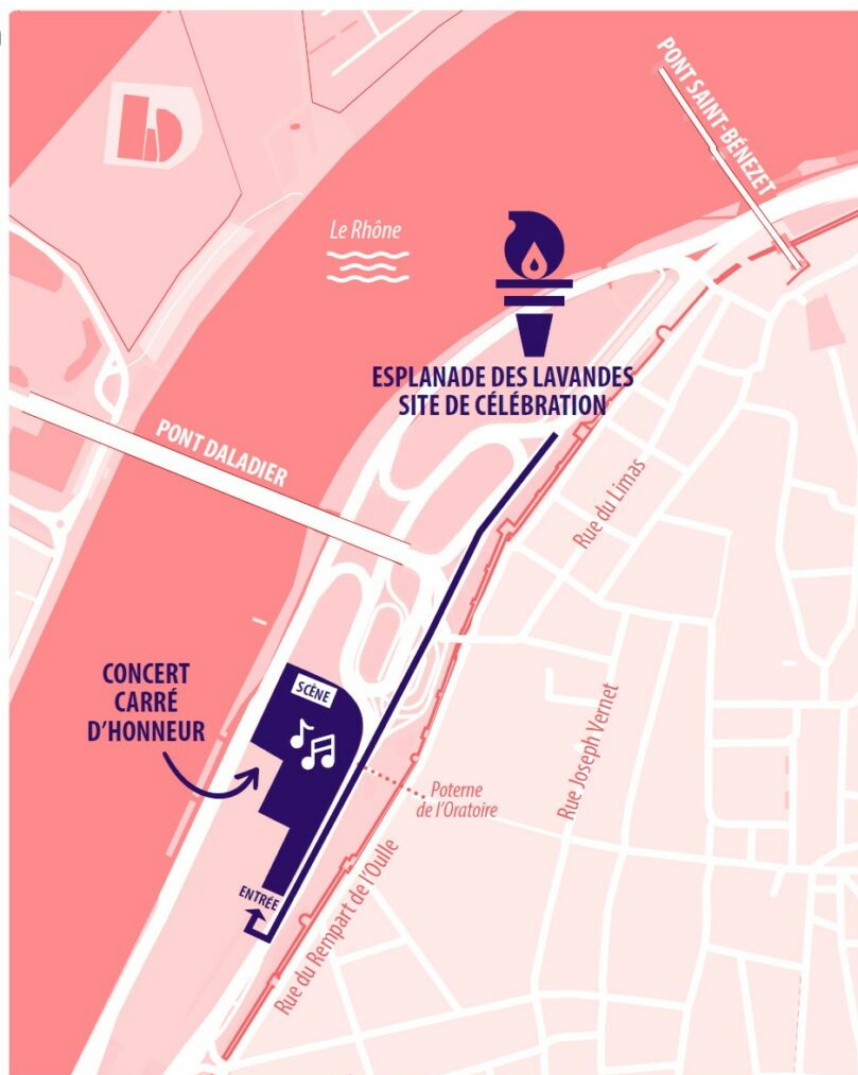 PONT SAINT-BÉNEZET
Le Rhône
ESPLANADE DES LAVANDES
SITE DE CÉLÉBRATION
PONT DALADIER
Rue du Limas
CONCERT
CARRÉ
D'HONNEUR
SCÈNE
Rue Joseph Vernet
Poterne
de l'Oratoire
ENTRÉE
Rue du Rempart de l'Oulle